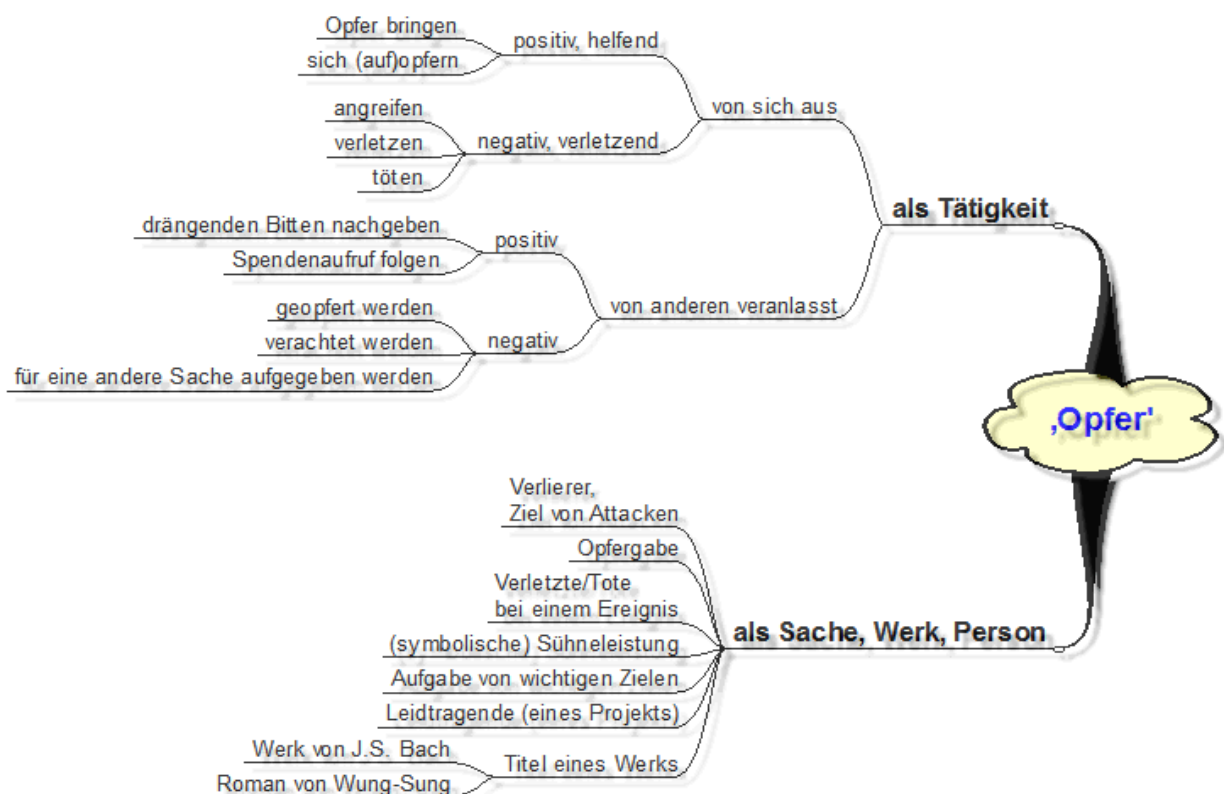 Opfer bringen
sich (auf)opfern
positiv, helfend
angreifen
verletzen
töten
negativ, verletzend
von sich aus
drängenden Bitten nachgeben
Spendenaufruf folgen
positiv
geopfert werden
verachtet werden
für eine andere Sache aufgegeben werden
negativ
von anderen veranlasst
als Tätigkeit
‚Opfer'
Verlierer,
Ziel von Attacken
Opfergabe
Verletzte/Tote
bei einem Ereignis
(symbolische) Sühneleistung
Aufgabe von wichtigen Zielen
Leidtragende (eines Projekts)
Werk von J.S. Bach
Roman von Wung-Sung
Titel eines Werks
als Sache, Werk, Person